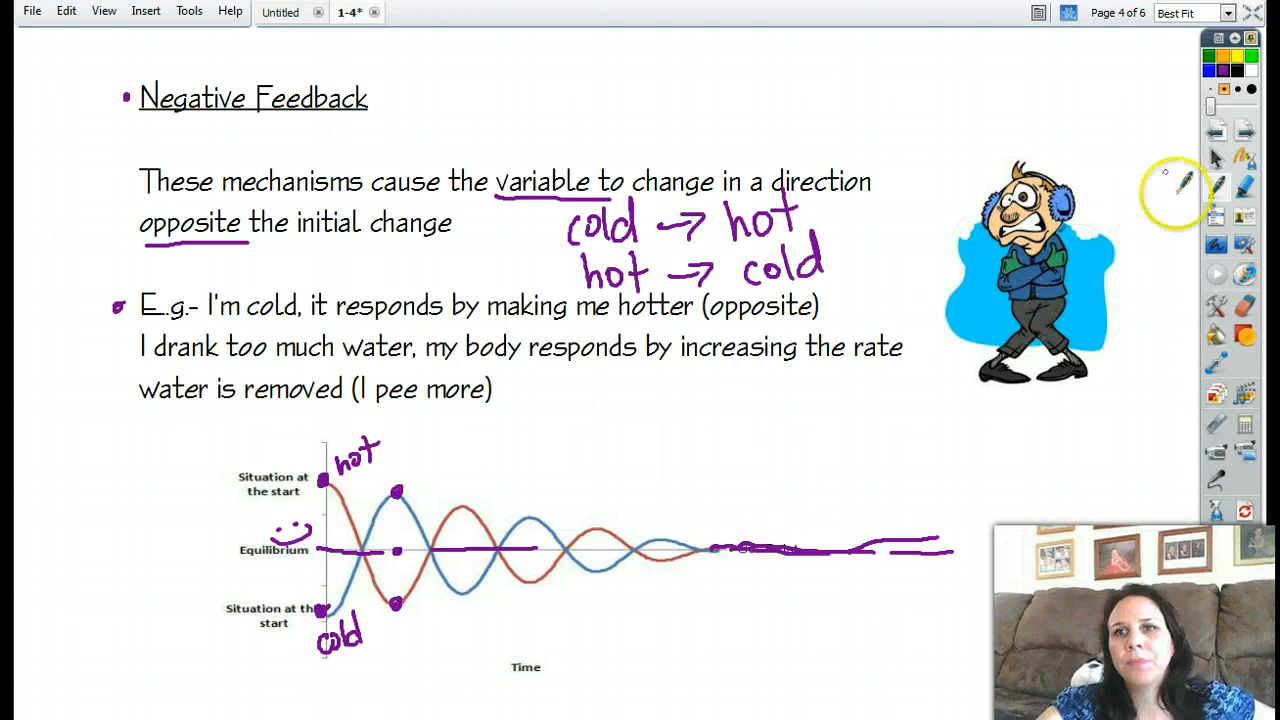 File Edit View Insert Tools Help Untitled 1-4* Page 4 of 6 Best Fit
Negative Feedback
These mechanisms cause the variable to change in a direction
opposite the initial change
cold → hot
hot → cold
E.g.- I'm cold, it responds by making me hotter (opposite)
I drank too much water, my body responds by increasing the rate
water is removed (I pee more)
hot
Situation at
the start
Equilibrium
Situation at the
start
cold
Time